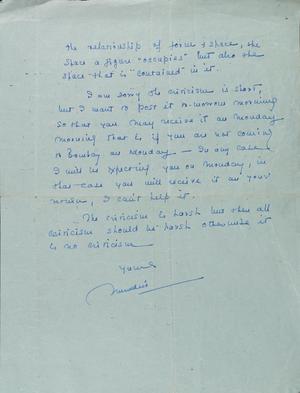 the relationship of form & space, the
space a figure "occupies" but also the
space that is "contained" in it.
I am sorry the criticism is short,
but I want to post it to-morrow morning
so that you may receive it on Monday
morning that is if you are not coming
to Bombay on Monday — In any case
I will be expecting you on Monday, in
that case you will receive it on your
return, I can't help it.
The criticism is harsh but then all
criticism should be harsh otherwise it
is no criticism
Yours